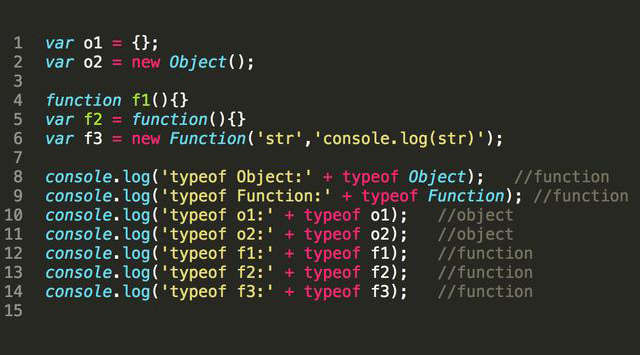 1 var o1 = {};
2 var o2 = new Object();
3
4 function f1(){}
5 var f2 = function(){}
6 var f3 = new Function('str','console.log(str)');
7
8 console.log('typeof Object:' + typeof Object);   //function
9 console.log('typeof Function:' + typeof Function); //function
10 console.log('typeof o1:' + typeof o1);   //object
11 console.log('typeof o2:' + typeof o2);   //object
12 console.log('typeof f1:' + typeof f1);   //function
13 console.log('typeof f2:' + typeof f2);   //function
14 console.log('typeof f3:' + typeof f3);   //function
15